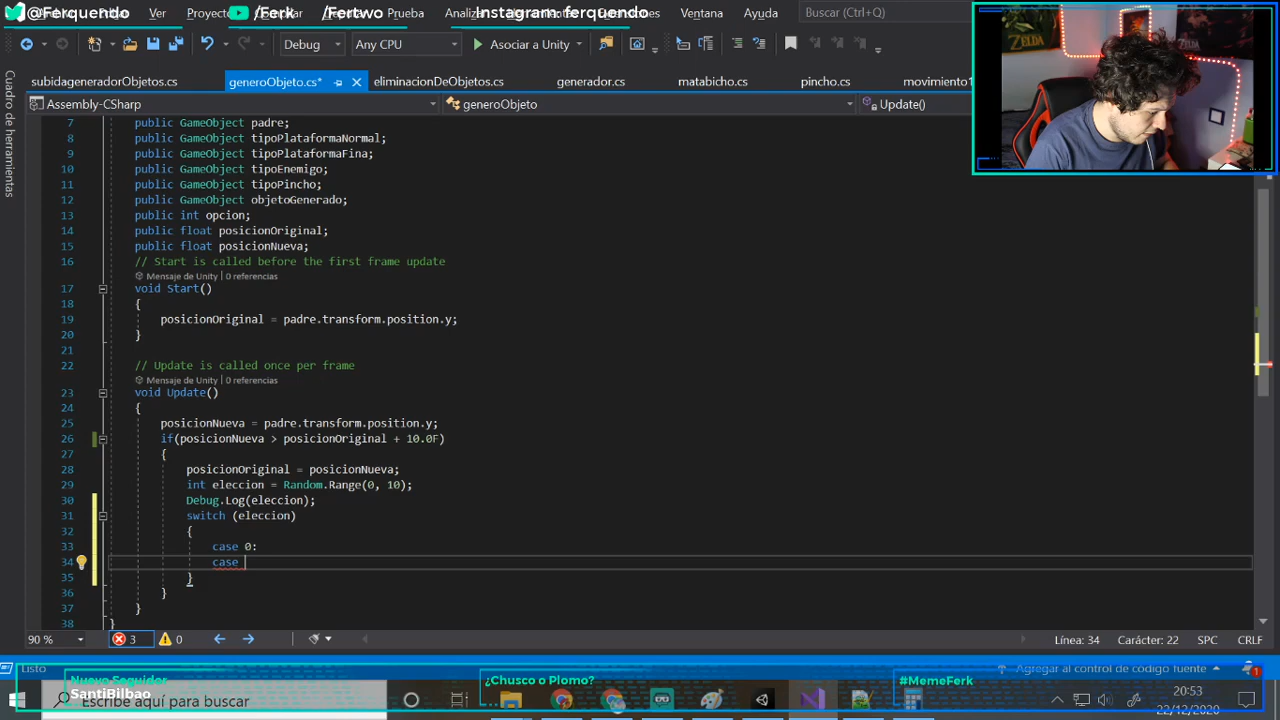 @Ferquendo
/Ferk
/Fertwo
Instagram: ferquendo
Ver
Proyecto
Prueba
Ventana
Ayuda
Buscar (Ctrl+Q)
Debug
Any CPU
Asociar a Unity
Cuadro de herramientas
subidageneradorObjetos.cs
generoObjeto.cs*
eliminacionDeObjetos.cs
generador.cs
matabicho.cs
pincho.cs
Assembly-CSharp
generoObjeto
Update()
7 public GameObject padre;
8 public GameObject tipoPlataformaNormal;
9 public GameObject tipoPlataformaFina;
10 public GameObject tipoEnemigo;
11 public GameObject tipoPincho;
12 public GameObject objetoGenerado;
13 public int opcion;
14 public float posicionOriginal;
15 public float posicionNueva;
16 // Start is called before the first frame update
Mensaje de Unity | 0 referencias
17 void Start()
18 {
19 posicionOriginal = padre.transform.position.y;
20 }
21
22 // Update is called once per frame
Mensaje de Unity | 0 referencias
23 void Update()
24 {
25 posicionNueva = padre.transform.position.y;
26 if(posicionNueva > posicionOriginal + 10.0F)
27 {
28 posicionOriginal = posicionNueva;
29 int eleccion = Random.Range(0, 10);
30 Debug.Log(eleccion);
31 switch (eleccion)
32 {
33 case 0:
34 case
35 }
36 }
37 }
38 }
90 %
3
0
Línea: 34
Carácter: 22
SPC
CRLF
Listo
Agregar al control de código fuente
1
Nuevo Seguidor
SantiBilbao
¿Chusco o Plomo?
#MemeFerk
Escribe aquí para buscar
20:53
22/12/2020
ZELDA